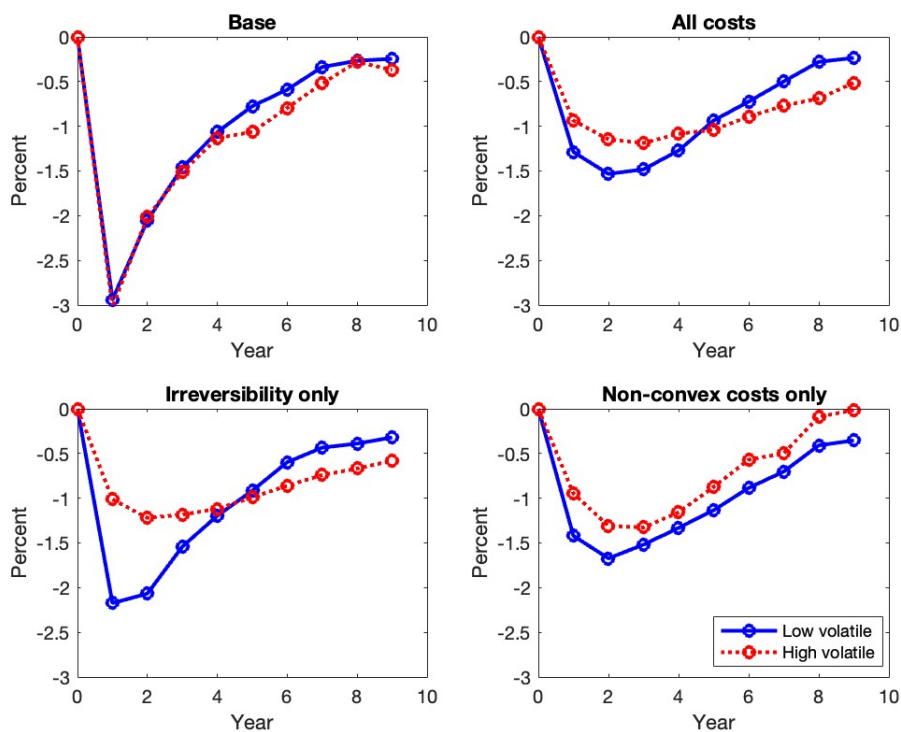 Base
0
-0.5
-1
-1.5
-2
-2.5
-3
Percent
0 2 4 6 8 10
Year
All costs
0
-0.5
-1
-1.5
-2
-2.5
-3
Percent
0 2 4 6 8 10
Year
Irreversibility only
0
-0.5
-1
-1.5
-2
-2.5
-3
Percent
0 2 4 6 8 10
Year
Non-convex costs only
0
-0.5
-1
-1.5
-2
-2.5
-3
Percent
0 2 4 6 8 10
Year
Low volatile
High volatile